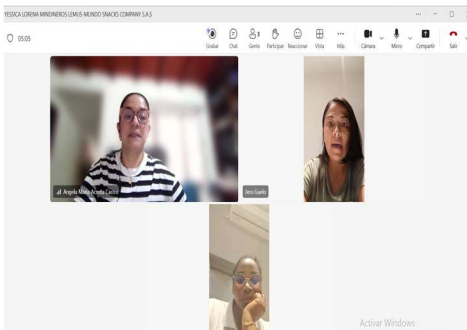 YESSICA LORENA MINDINEROS LEMUS-MUNDO SNACKS COMPANY S.A.S
05:05
Grabar Chat Gente 3 Participar Reaccionar Vista Más Cámara Micro Compartir Salir
Angela María Acosta Castro
Activar Windows